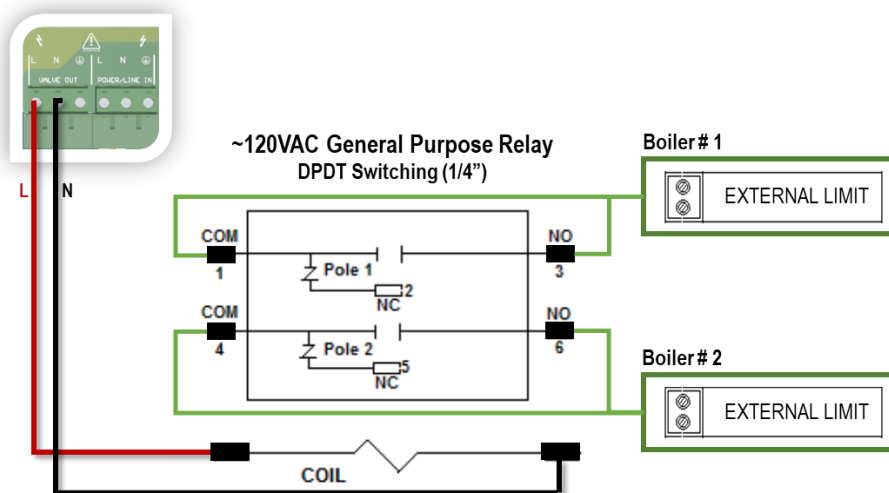 L N L N
VALVE OUT POWER/LINE IN
L N
~120VAC General Purpose Relay
DPDT Switching (1/4”)
Boiler # 1
EXTERNAL LIMIT
COM NO
1 3
Pole 1
2
NC
COM NO
4 6
Pole 2
5
NC
Boiler # 2
EXTERNAL LIMIT
COIL